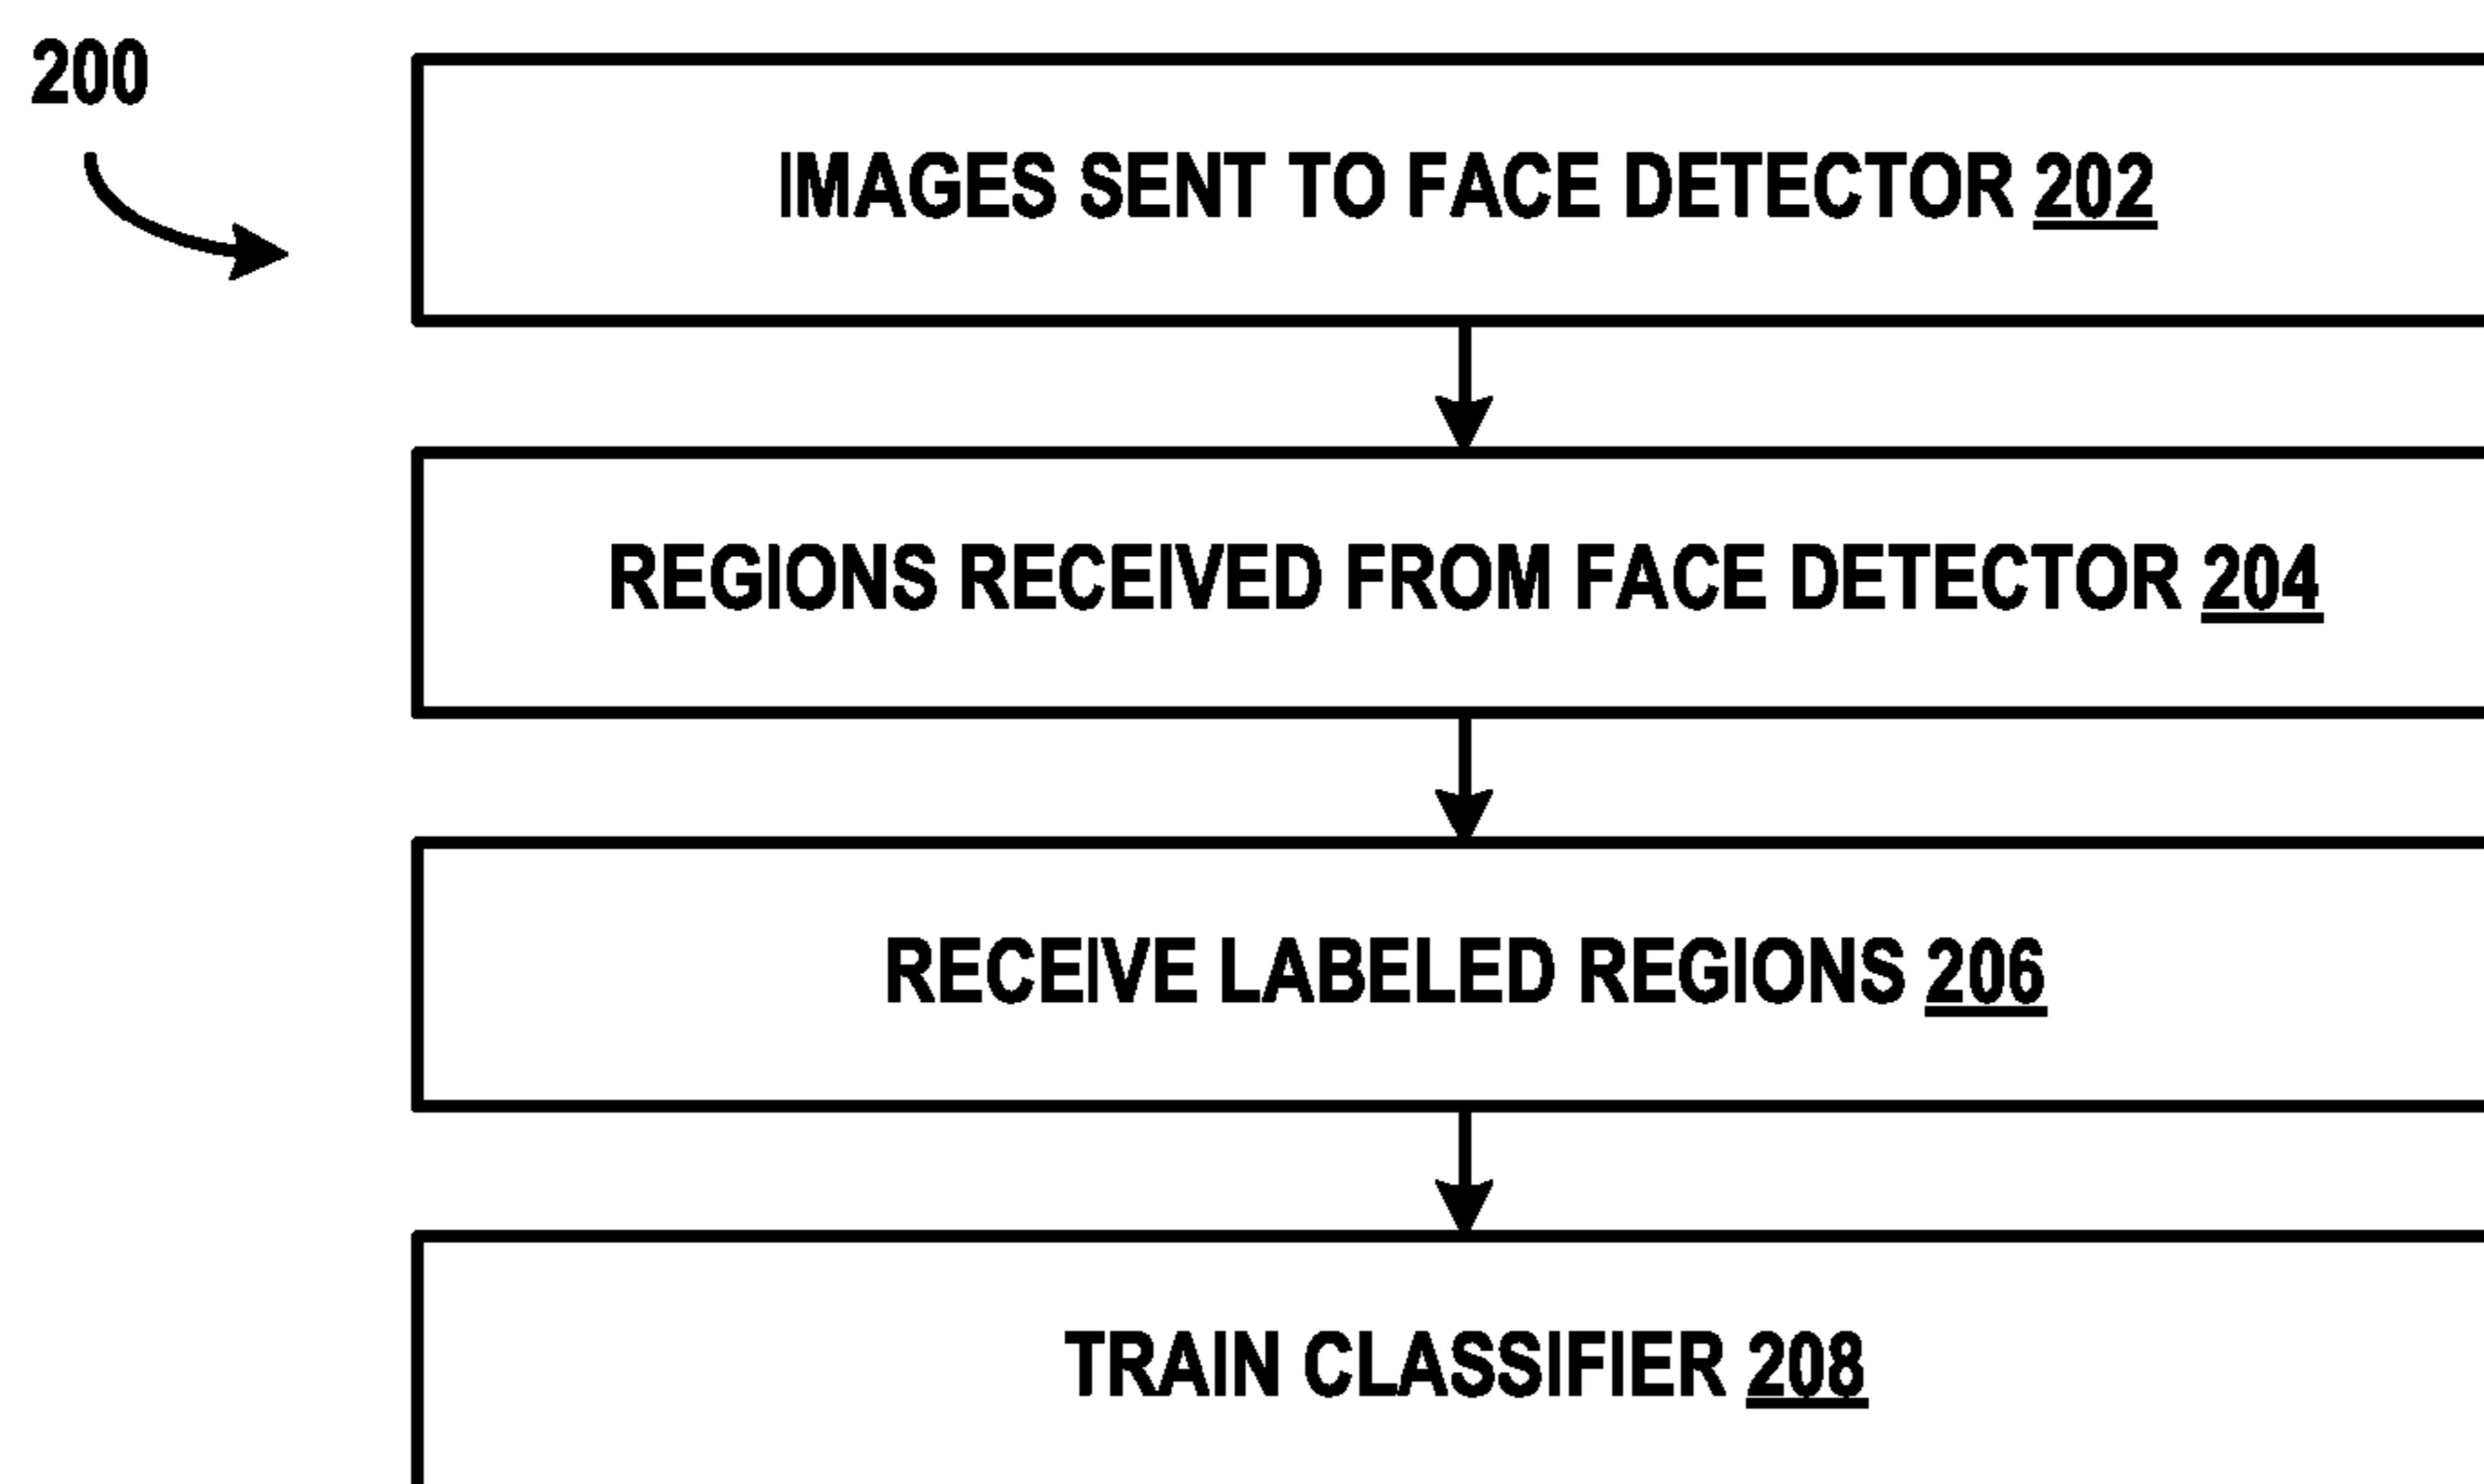 200
IMAGES SENT TO FACE DETECTOR 202
REGIONS RECEIVED FROM FACE DETECTOR 204
RECEIVE LABELED REGIONS 206
TRAIN CLASSIFIER 208